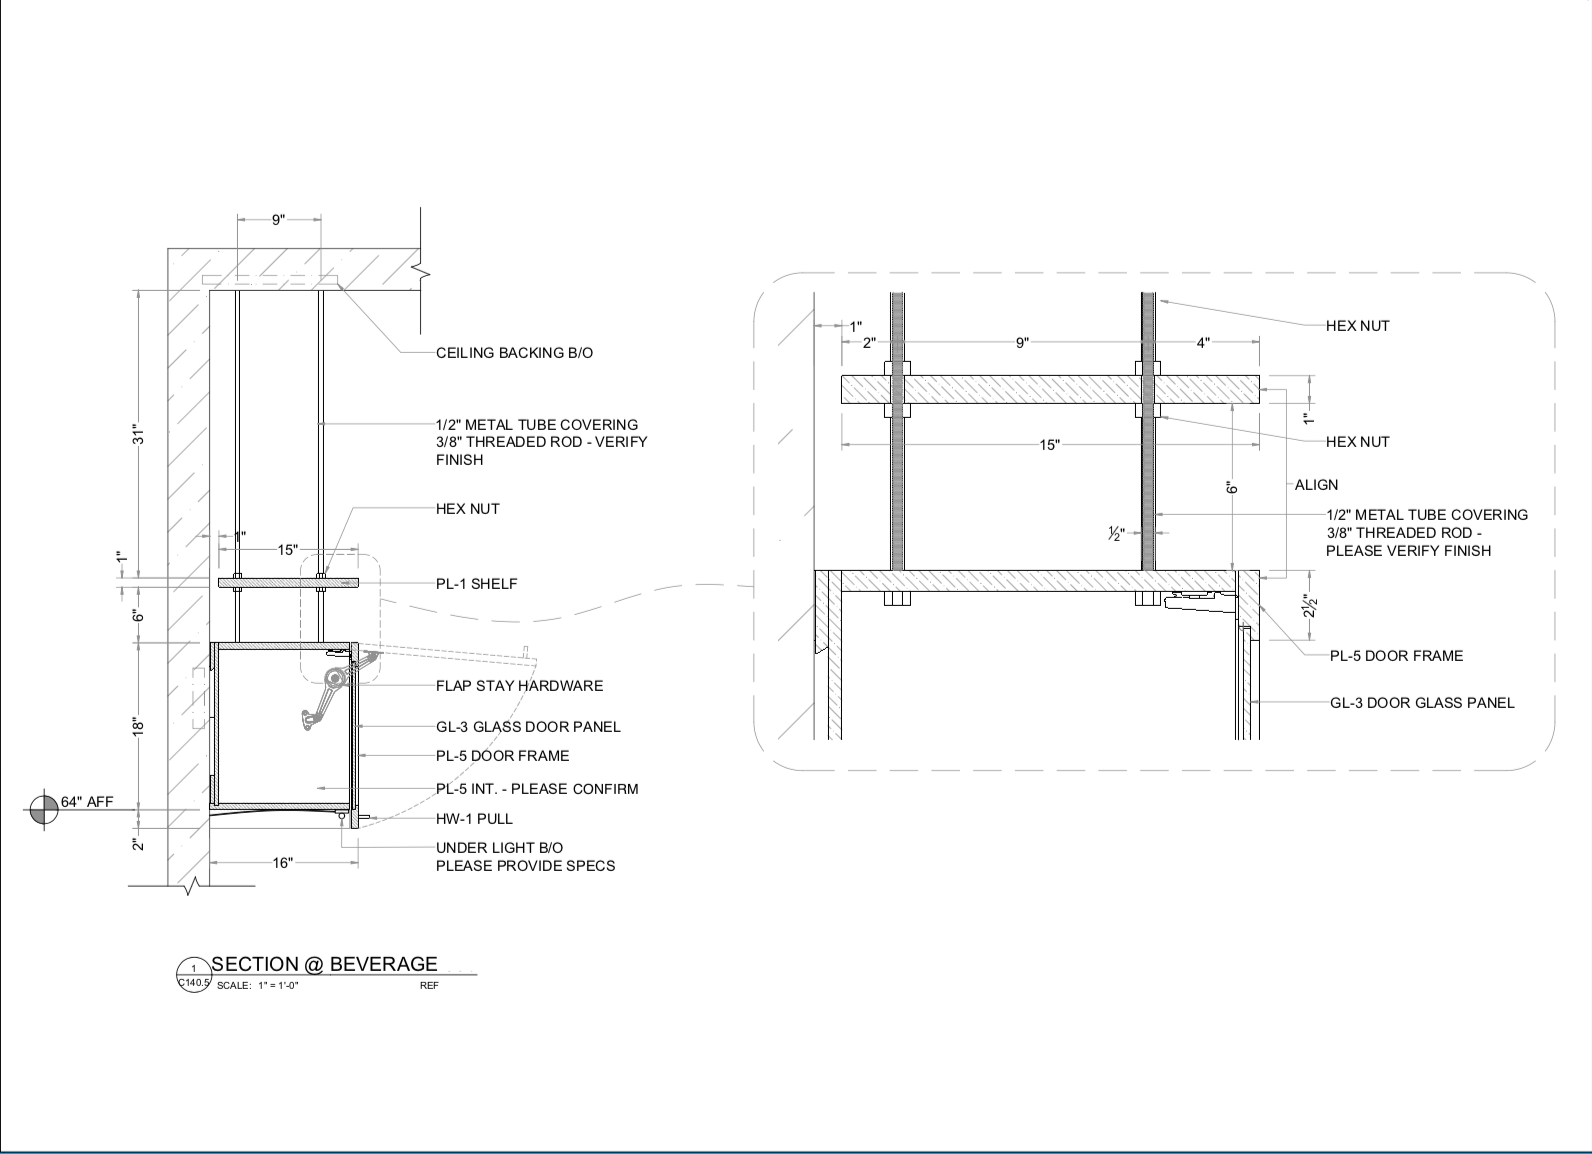 9"
CEILING BACKING B/O
31"
1/2" METAL TUBE COVERING
3/8" THREADED ROD - VERIFY
FINISH
HEX NUT
1"
15"
1"
PL-1 SHELF
6"
FLAP STAY HARDWARE
18"
GL-3 GLASS DOOR PANEL
PL-5 DOOR FRAME
PL-5 INT. - PLEASE CONFIRM
64" AFF
HW-1 PULL
2"
UNDER LIGHT B/O
PLEASE PROVIDE SPECS
16"
1
C140.5
SECTION @ BEVERAGE
SCALE: 1" = 1'-0"
REF
1"
2"
9"
4"
HEX NUT
1"
15"
HEX NUT
6"
ALIGN
1/2" METAL TUBE COVERING
3/8" THREADED ROD -
PLEASE VERIFY FINISH
½"
2½"
PL-5 DOOR FRAME
GL-3 DOOR GLASS PANEL